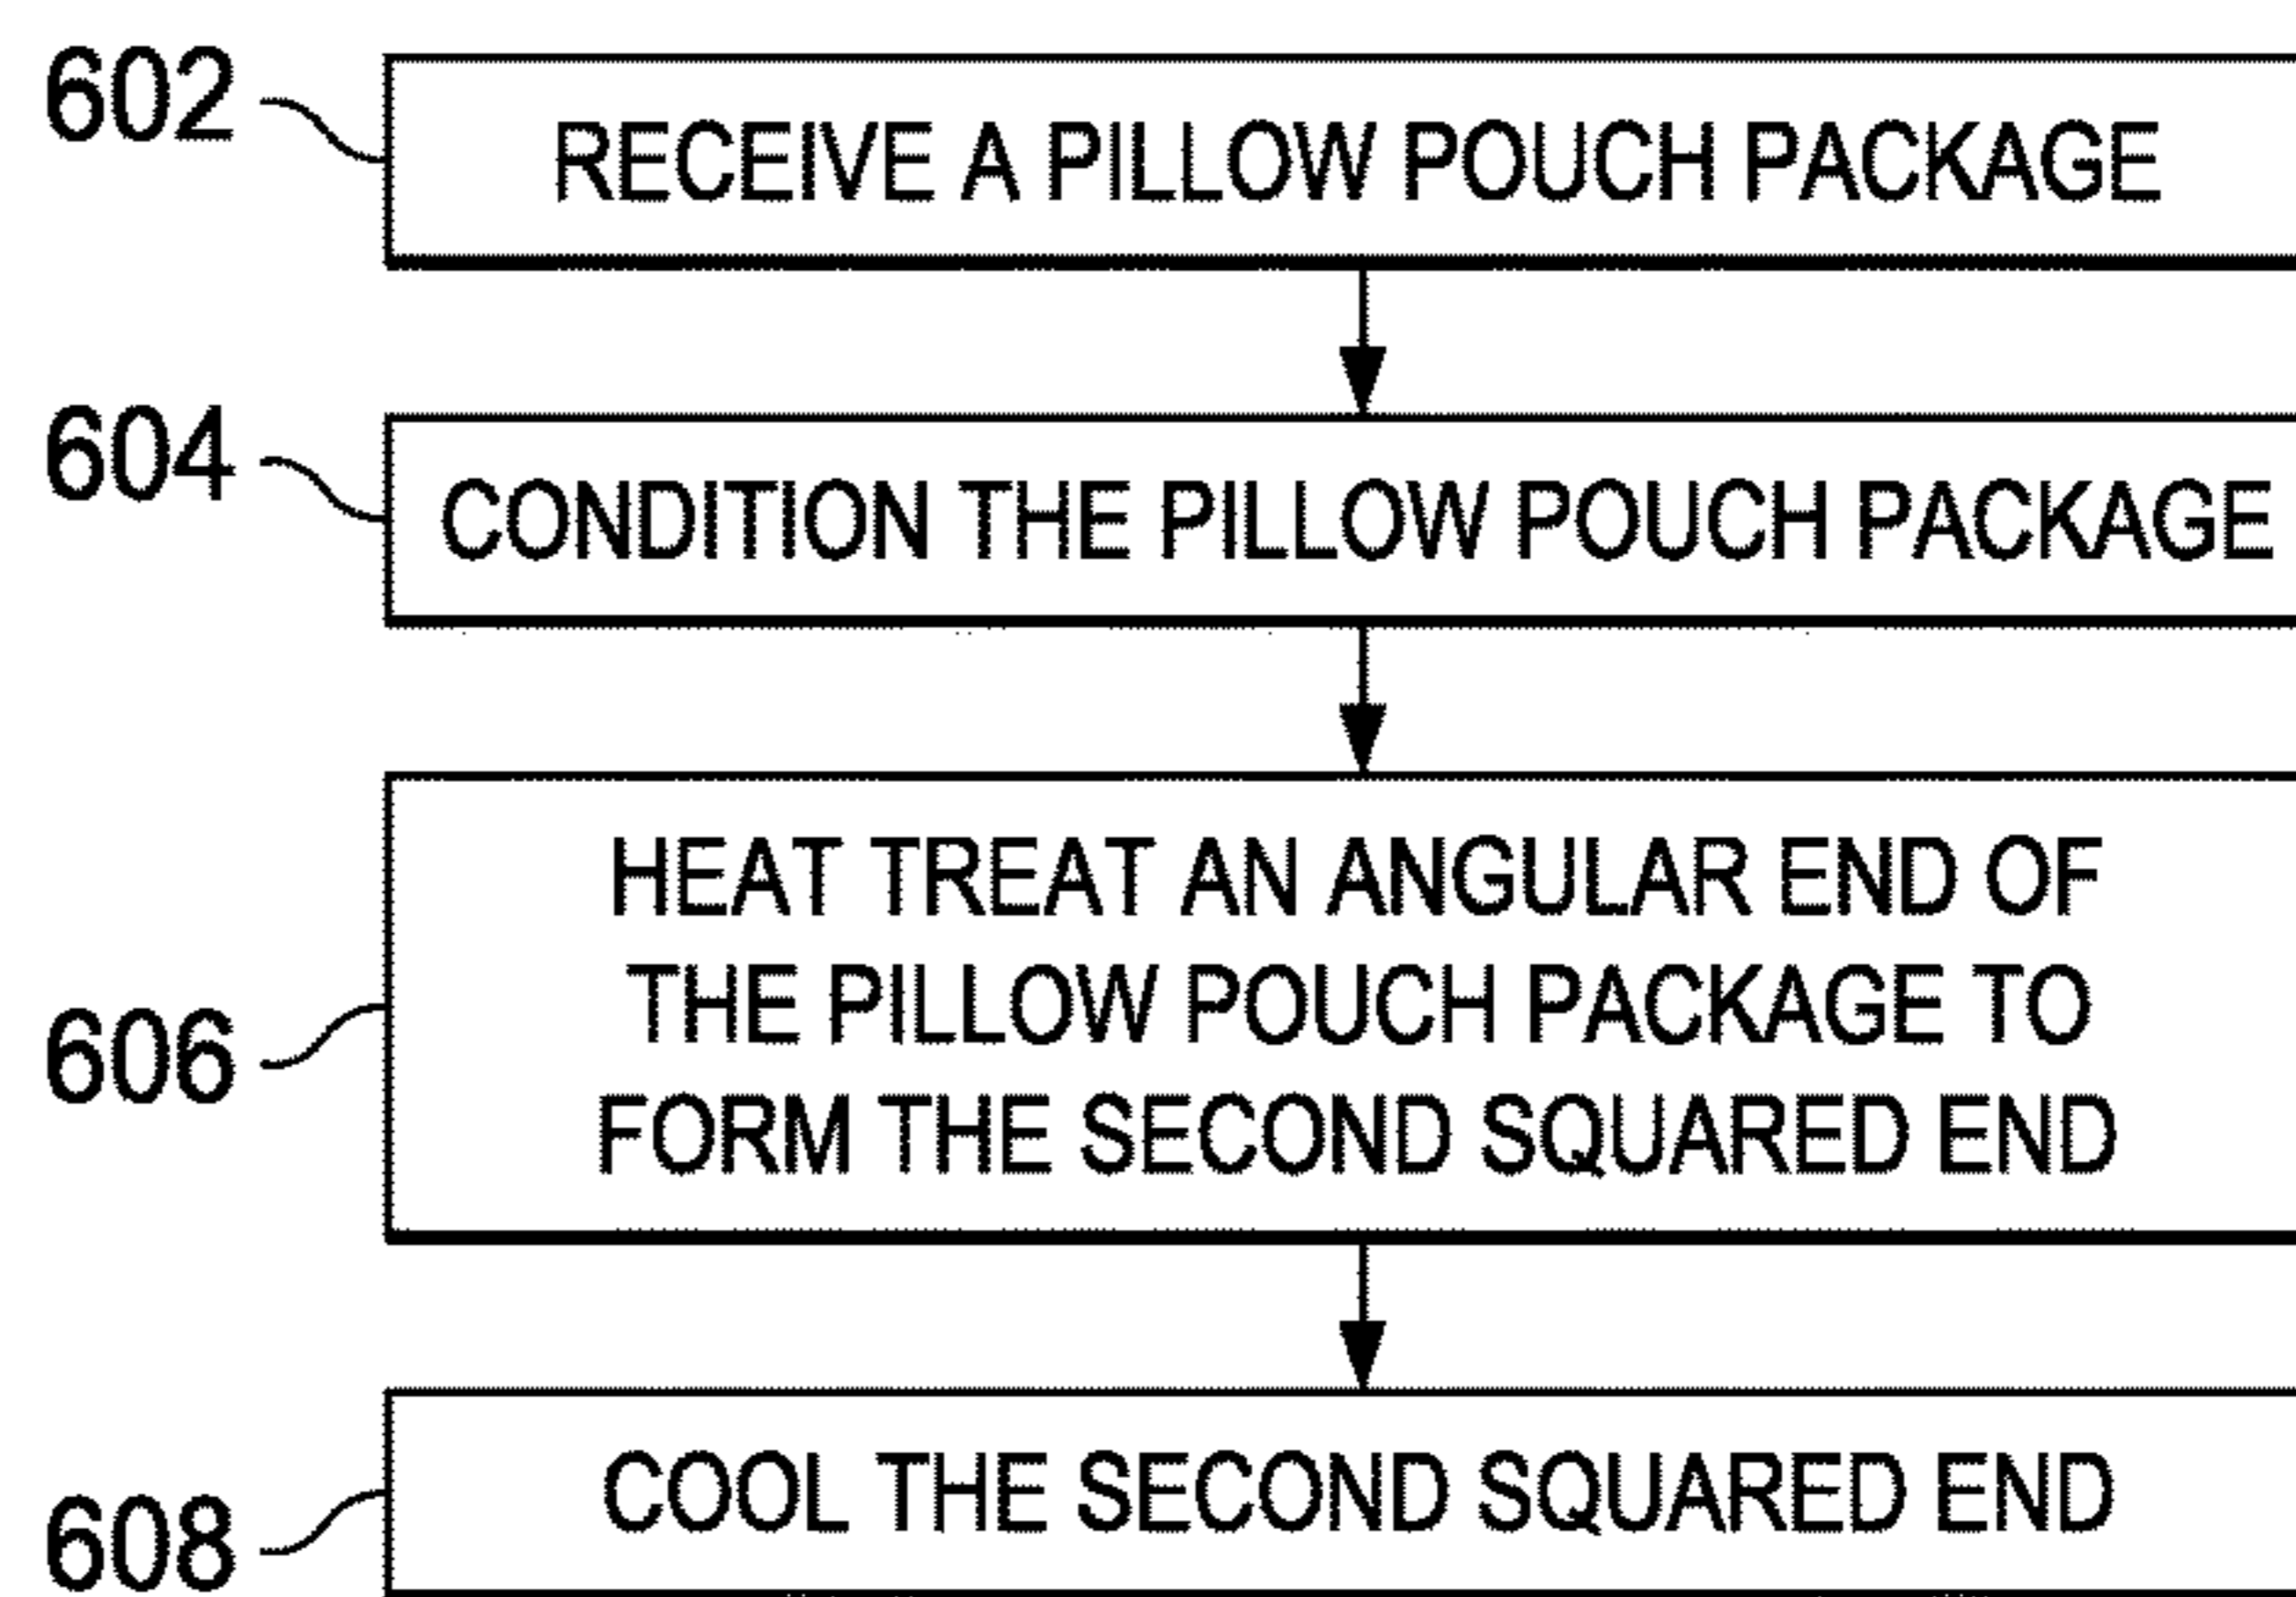 602
RECEIVE A PILLOW POUCH PACKAGE
604
CONDITION THE PILLOW POUCH PACKAGE
606
HEAT TREAT AN ANGULAR END OF
THE PILLOW POUCH PACKAGE TO
FORM THE SECOND SQUARED END
608
COOL THE SECOND SQUARED END